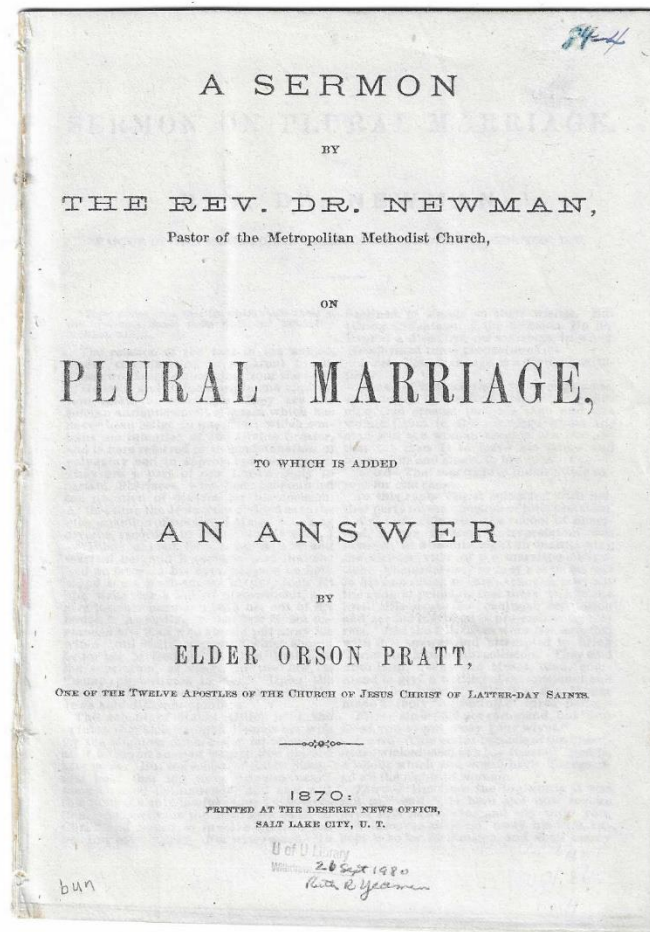 84-4
A SERMON
BY
THE REV. DR. NEWMAN,
Pastor of the Metropolitan Methodist Church,
ON
PLURAL MARRIAGE,
TO WHICH IS ADDED
AN ANSWER
BY
ELDER ORSON PRATT,
ONE OF THE TWELVE APOSTLES OF THE CHURCH OF JESUS CHRIST OF LATTER-DAY SAINTS.
1870:
PRINTED AT THE DESERET NEWS OFFICE,
SALT LAKE CITY, U. T.
U of U Library
26 Sept 1980
Ruth R Yeaman
bun